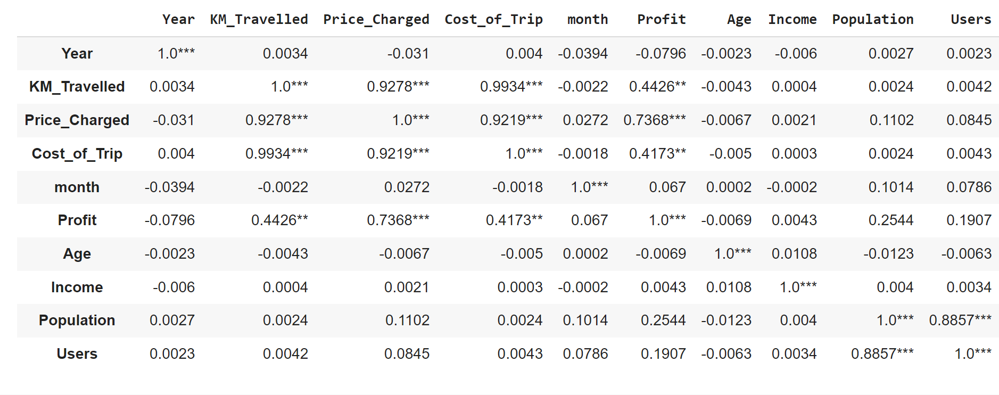 Year KM_Travelled Price_Charged Cost_of_Trip month Profit Age Income Population Users
Year 1.0*** 0.0034 -0.031 0.004 -0.0394 -0.0796 -0.0023 -0.006 0.0027 0.0023
KM_Travelled 0.0034 1.0*** 0.9278*** 0.9934*** -0.0022 0.4426** -0.0043 0.0004 0.0024 0.0042
Price_Charged -0.031 0.9278*** 1.0*** 0.9219*** 0.0272 0.7368*** -0.0067 0.0021 0.1102 0.0845
Cost_of_Trip 0.004 0.9934*** 0.9219*** 1.0*** -0.0018 0.4173** -0.005 0.0003 0.0024 0.0043
month -0.0394 -0.0022 0.0272 -0.0018 1.0*** 0.067 0.0002 -0.0002 0.1014 0.0786
Profit -0.0796 0.4426** 0.7368*** 0.4173** 0.067 1.0*** -0.0069 0.0043 0.2544 0.1907
Age -0.0023 -0.0043 -0.0067 -0.005 0.0002 -0.0069 1.0*** 0.0108 -0.0123 -0.0063
Income -0.006 0.0004 0.0021 0.0003 -0.0002 0.0043 0.0108 1.0*** 0.004 0.0034
Population 0.0027 0.0024 0.1102 0.0024 0.1014 0.2544 -0.0123 0.004 1.0*** 0.8857***
Users 0.0023 0.0042 0.0845 0.0043 0.0786 0.1907 -0.0063 0.0034 0.8857*** 1.0***